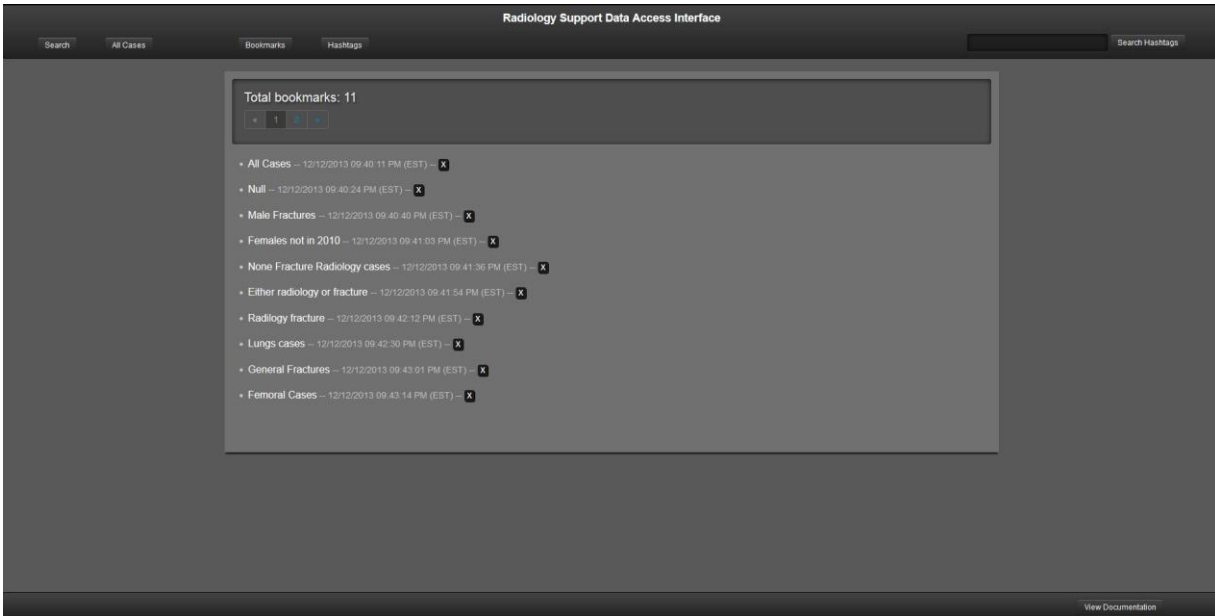 Radiology Support Data Access Interface
Search All Cases Bookmarks Hashtags Search Hashtags
Total bookmarks: 11
« 1 2 »
All Cases -- 12/12/2013 09:40:11 PM (EST) -- X
Null -- 12/12/2013 09:40:24 PM (EST) -- X
Male Fractures -- 12/12/2013 09:40:40 PM (EST) -- X
Females not in 2010 -- 12/12/2013 09:41:03 PM (EST) -- X
None Fracture Radiology cases -- 12/12/2013 09:41:36 PM (EST) -- X
Either radiology or fracture -- 12/12/2013 09:41:54 PM (EST) -- X
Radilogy fracture -- 12/12/2013 09:42:12 PM (EST) -- X
Lungs cases -- 12/12/2013 09:42:30 PM (EST) -- X
General Fractures -- 12/12/2013 09:43:01 PM (EST) -- X
Femoral Cases -- 12/12/2013 09:43:14 PM (EST) -- X
View Documentation